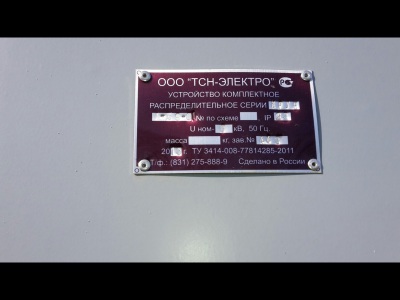 ООО "ТСН-ЭЛЕКТРО"
УСТРОЙСТВО КОМПЛЕКТНОЕ
РАСПРЕДЕЛИТЕЛЬНОЕ СЕРИИ
№ по схеме IP
U ном- кВ, 50 Гц.
масса кг, зав.№
ТУ 3414-008-77814285-2011
Т/ф.: (831) 275-888-9 Сделано в России